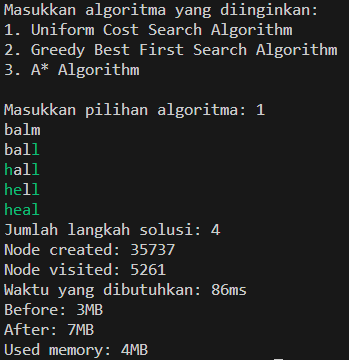 Masukkan algoritma yang diinginkan:
1. Uniform Cost Search Algorithm
2. Greedy Best First Search Algorithm
3. A* Algorithm

Masukkan pilihan algoritma: 1
balm
ball
hall
hell
heal
Jumlah langkah solusi: 4
Node created: 35737
Node visited: 5261
Waktu yang dibutuhkan: 86ms
Before: 3MB
After: 7MB
Used memory: 4MB